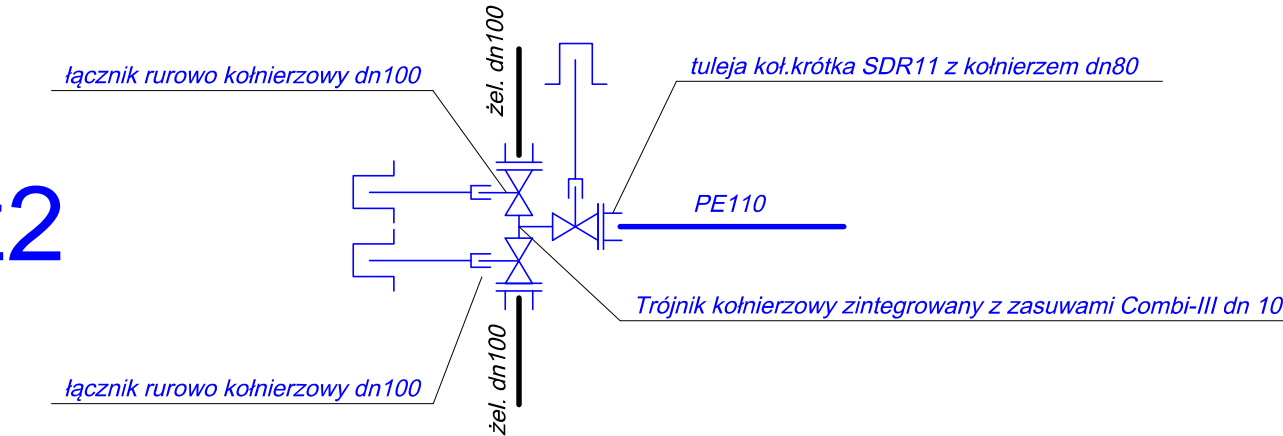 żel. dn100
łącznik rurowo kołnierzowy dn100
tuleja koł.krótka SDR11 z kołnierzem dn80
2
PE110
Trójnik kołnierzowy zintegrowany z zasuwami Combi-III dn 10
żel. dn100
łącznik rurowo kołnierzowy dn100